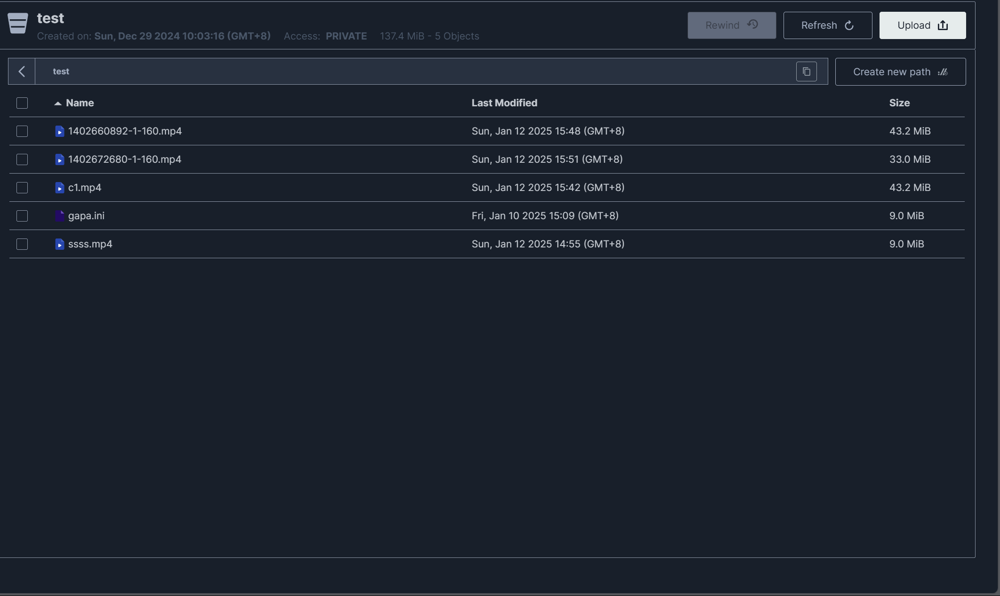 test
Created on: Sun, Dec 29 2024 10:03:16 (GMT+8) Access: PRIVATE 137.4 MiB - 5 Objects
Rewind Refresh Upload
test
Create new path
Name Last Modified Size
1402660892-1-160.mp4 Sun, Jan 12 2025 15:48 (GMT+8) 43.2 MiB
1402672680-1-160.mp4 Sun, Jan 12 2025 15:51 (GMT+8) 33.0 MiB
c1.mp4 Sun, Jan 12 2025 15:42 (GMT+8) 43.2 MiB
gapa.ini Fri, Jan 10 2025 15:09 (GMT+8) 9.0 MiB
ssss.mp4 Sun, Jan 12 2025 14:55 (GMT+8) 9.0 MiB